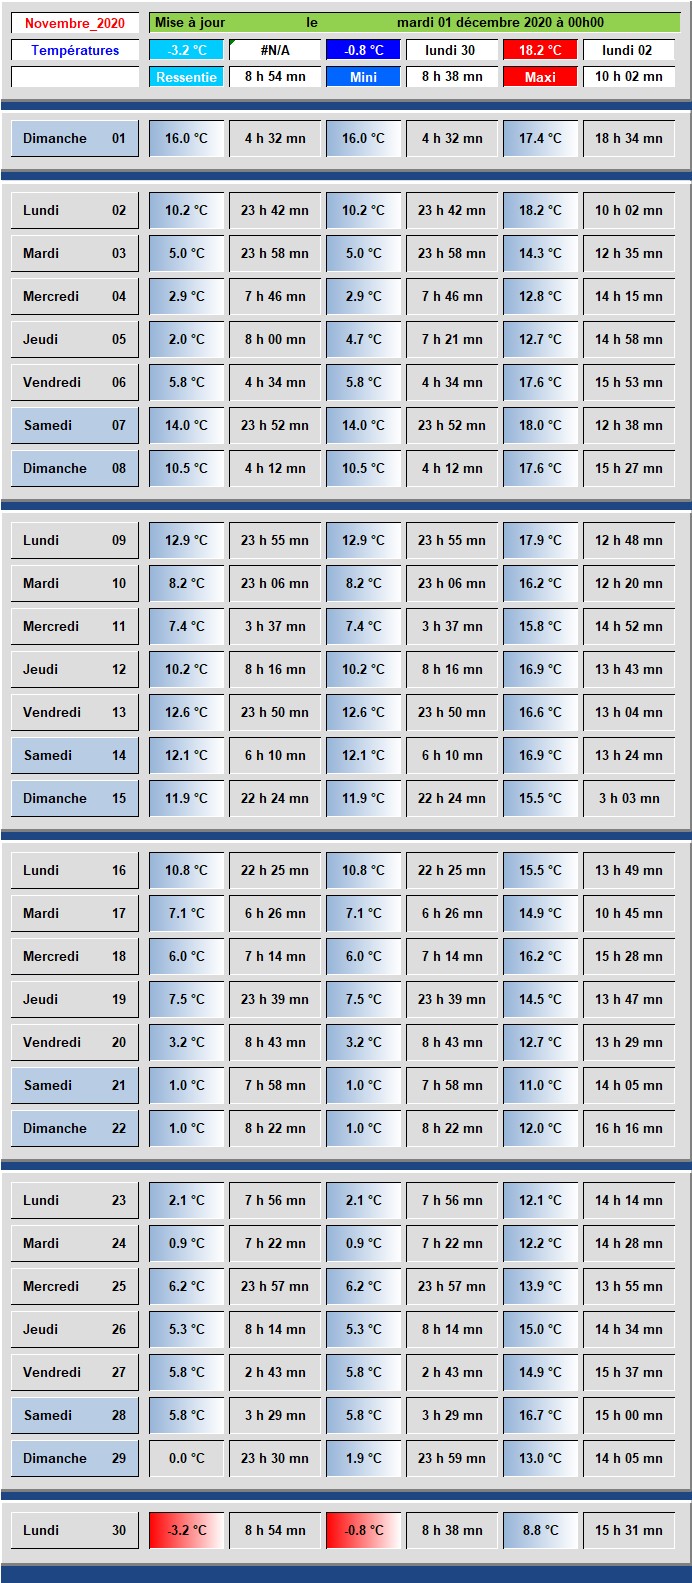 Novembre_2020 Mise à jour le mardi 01 décembre 2020 à 00h00
Températures -3.2 °C #N/A -0.8 °C lundi 30 18.2 °C lundi 02
Ressentie 8 h 54 mn Mini 8 h 38 mn Maxi 10 h 02 mn
Dimanche 01 16.0 °C 4 h 32 mn 16.0 °C 4 h 32 mn 17.4 °C 18 h 34 mn
Lundi 02 10.2 °C 23 h 42 mn 10.2 °C 23 h 42 mn 18.2 °C 10 h 02 mn
Mardi 03 5.0 °C 23 h 58 mn 5.0 °C 23 h 58 mn 14.3 °C 12 h 35 mn
Mercredi 04 2.9 °C 7 h 46 mn 2.9 °C 7 h 46 mn 12.8 °C 14 h 15 mn
Jeudi 05 2.0 °C 8 h 00 mn 4.7 °C 7 h 21 mn 12.7 °C 14 h 58 mn
Vendredi 06 5.8 °C 4 h 34 mn 5.8 °C 4 h 34 mn 17.6 °C 15 h 53 mn
Samedi 07 14.0 °C 23 h 52 mn 14.0 °C 23 h 52 mn 18.0 °C 12 h 38 mn
Dimanche 08 10.5 °C 4 h 12 mn 10.5 °C 4 h 12 mn 17.6 °C 15 h 27 mn
Lundi 09 12.9 °C 23 h 55 mn 12.9 °C 23 h 55 mn 17.9 °C 12 h 48 mn
Mardi 10 8.2 °C 23 h 06 mn 8.2 °C 23 h 06 mn 16.2 °C 12 h 20 mn
Mercredi 11 7.4 °C 3 h 37 mn 7.4 °C 3 h 37 mn 15.8 °C 14 h 52 mn
Jeudi 12 10.2 °C 8 h 16 mn 10.2 °C 8 h 16 mn 16.9 °C 13 h 43 mn
Vendredi 13 12.6 °C 23 h 50 mn 12.6 °C 23 h 50 mn 16.6 °C 13 h 04 mn
Samedi 14 12.1 °C 6 h 10 mn 12.1 °C 6 h 10 mn 16.9 °C 13 h 24 mn
Dimanche 15 11.9 °C 22 h 24 mn 11.9 °C 22 h 24 mn 15.5 °C 3 h 03 mn
Lundi 16 10.8 °C 22 h 25 mn 10.8 °C 22 h 25 mn 15.5 °C 13 h 49 mn
Mardi 17 7.1 °C 6 h 26 mn 7.1 °C 6 h 26 mn 14.9 °C 10 h 45 mn
Mercredi 18 6.0 °C 7 h 14 mn 6.0 °C 7 h 14 mn 16.2 °C 15 h 28 mn
Jeudi 19 7.5 °C 23 h 39 mn 7.5 °C 23 h 39 mn 14.5 °C 13 h 47 mn
Vendredi 20 3.2 °C 8 h 43 mn 3.2 °C 8 h 43 mn 12.7 °C 13 h 29 mn
Samedi 21 1.0 °C 7 h 58 mn 1.0 °C 7 h 58 mn 11.0 °C 14 h 05 mn
Dimanche 22 1.0 °C 8 h 22 mn 1.0 °C 8 h 22 mn 12.0 °C 16 h 16 mn
Lundi 23 2.1 °C 7 h 56 mn 2.1 °C 7 h 56 mn 12.1 °C 14 h 14 mn
Mardi 24 0.9 °C 7 h 22 mn 0.9 °C 7 h 22 mn 12.2 °C 14 h 28 mn
Mercredi 25 6.2 °C 23 h 57 mn 6.2 °C 23 h 57 mn 13.9 °C 13 h 55 mn
Jeudi 26 5.3 °C 8 h 14 mn 5.3 °C 8 h 14 mn 15.0 °C 14 h 34 mn
Vendredi 27 5.8 °C 2 h 43 mn 5.8 °C 2 h 43 mn 14.9 °C 15 h 37 mn
Samedi 28 5.8 °C 3 h 29 mn 5.8 °C 3 h 29 mn 16.7 °C 15 h 00 mn
Dimanche 29 0.0 °C 23 h 30 mn 1.9 °C 23 h 59 mn 13.0 °C 14 h 05 mn
Lundi 30 -3.2 °C 8 h 54 mn -0.8 °C 8 h 38 mn 8.8 °C 15 h 31 mn